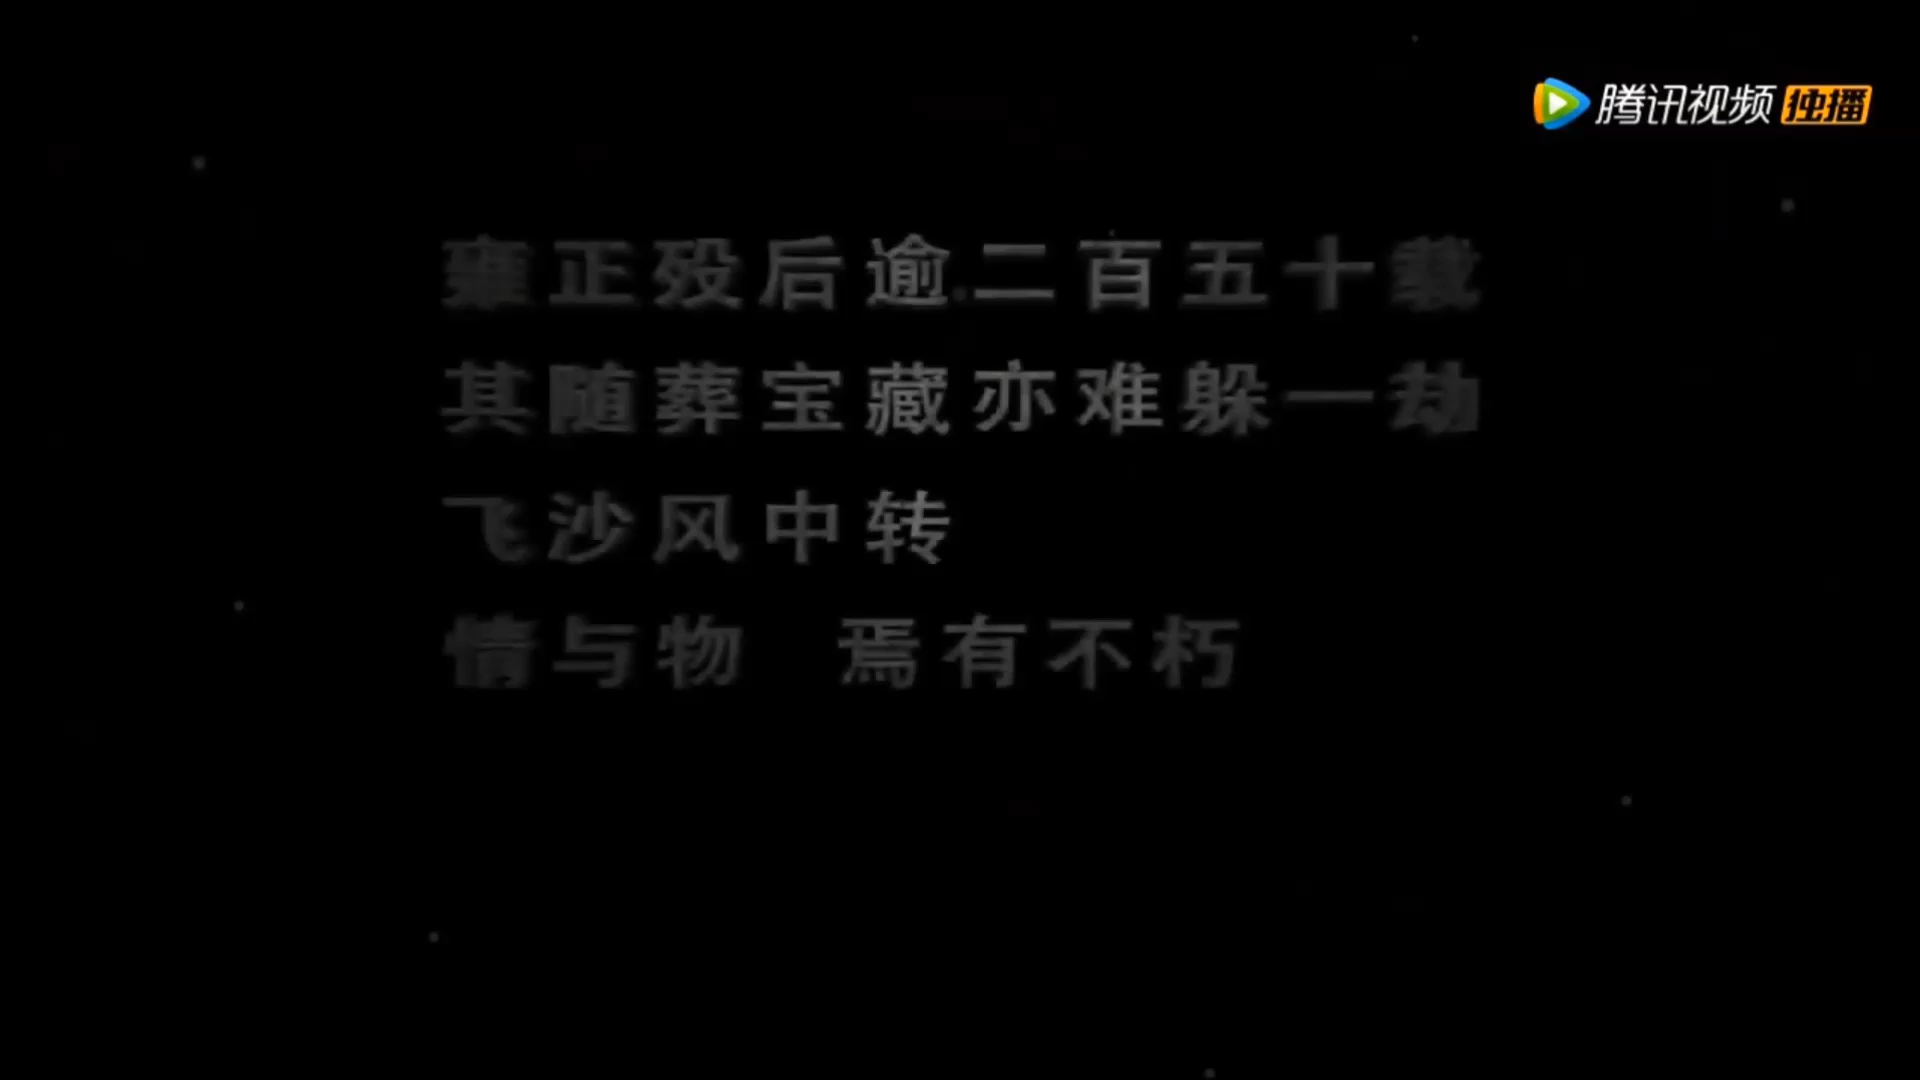 腾讯视频 独播
雍正殁后逾二百五十载
其随葬宝藏亦难躲一劫
飞沙风中转
情与物 焉有不朽